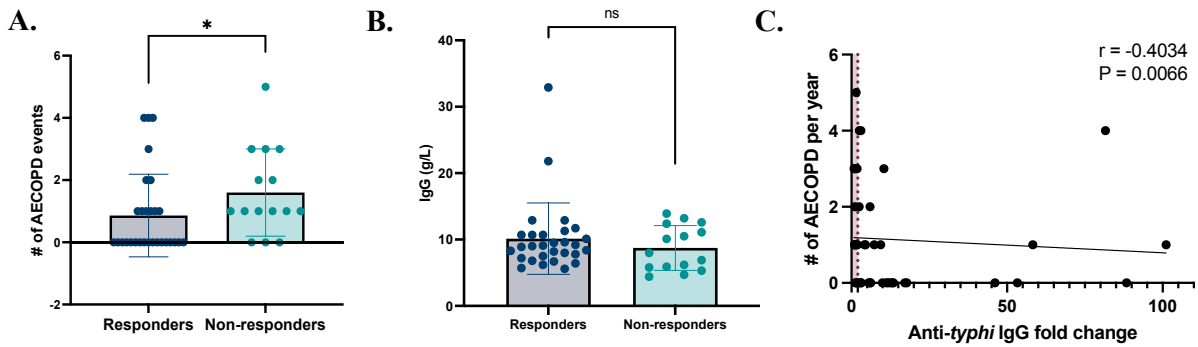 A.
*
# of AECOPD events
6
4
2
0
-2
Responders
Non-responders
B.
ns
IgG (g/L)
40
30
20
10
0
Responders
Non-responders
C.
r = -0.4034
P = 0.0066
# of AECOPD per year
6
4
2
0
0
50
100
Anti-typhi IgG fold change